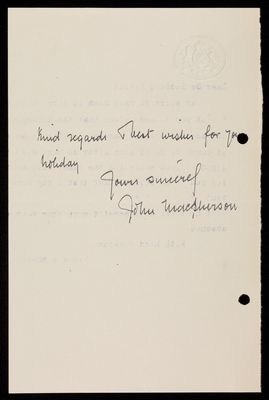 Kind regards & best wishes for your
holiday
Yours sincerely
John Macpherson